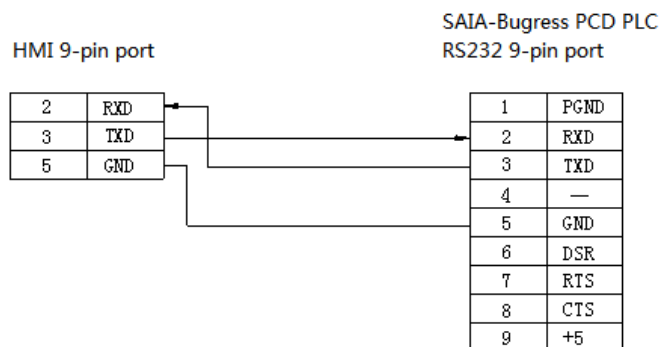 SAIA-Bugress PCD PLC
HMI 9-pin port
RS232 9-pin port
2 RXD
3 TXD
5 GND
1 PGND
2 RXD
3 TXD
4 —
5 GND
6 DSR
7 RTS
8 CTS
9 +5